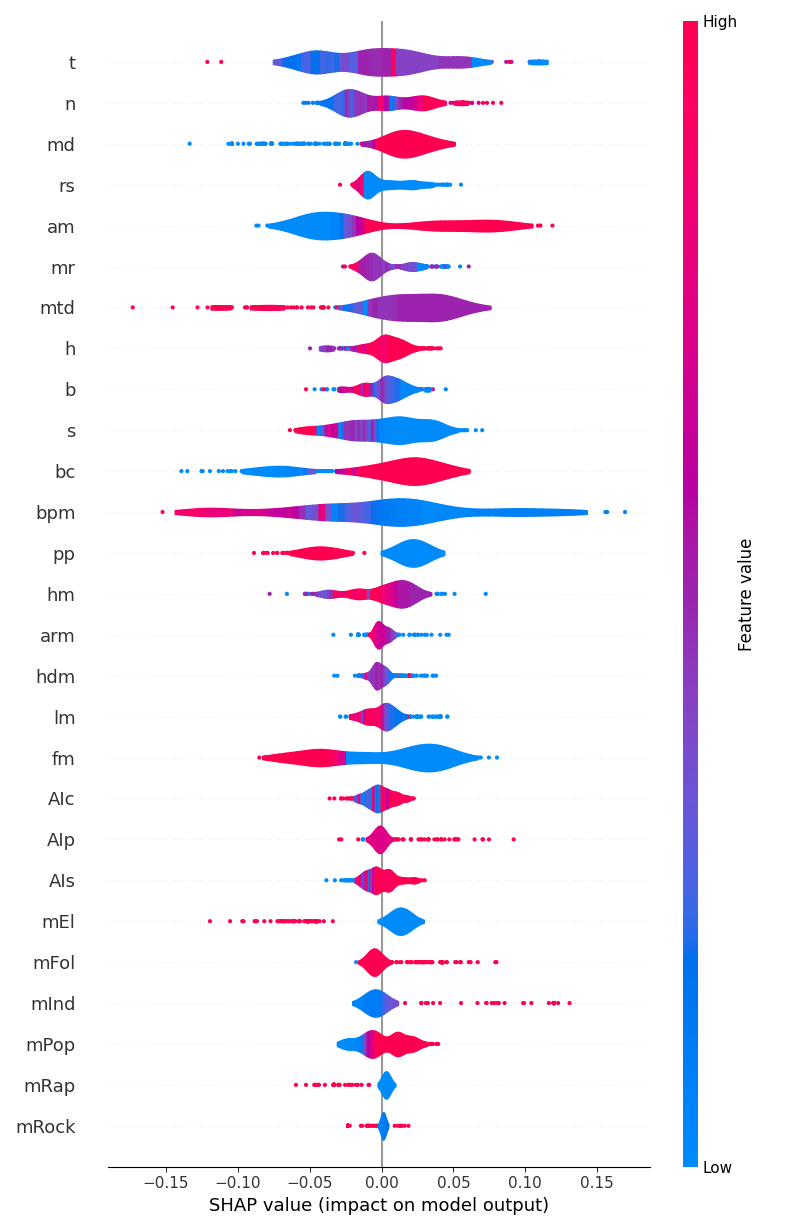 High
t
n
md
rs
am
mr
mtd
h
b
s
bc
bpm
pp
hm
arm
hdm
lm
fm
AIc
AIp
AIs
mEl
mFol
mInd
mPop
mRap
mRock
Feature value
Low
−0.15 −0.10 −0.05 0.00 0.05 0.10 0.15
SHAP value (impact on model output)